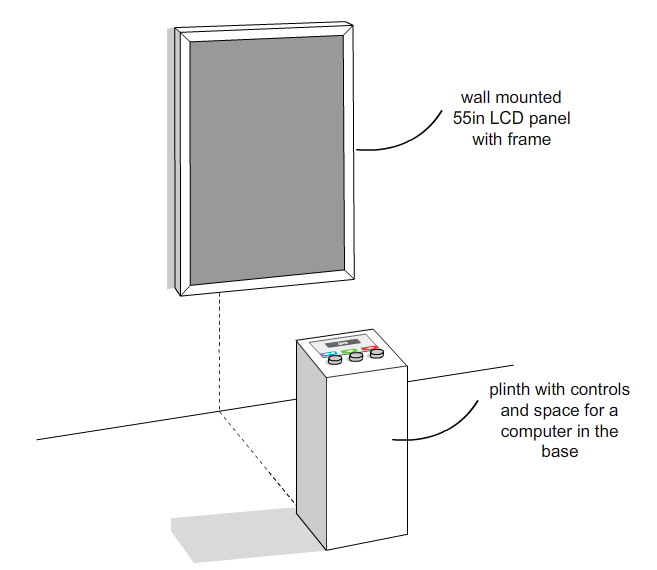 wall mounted
55in LCD panel
with frame
plinth with controls
and space for a
computer in the
base